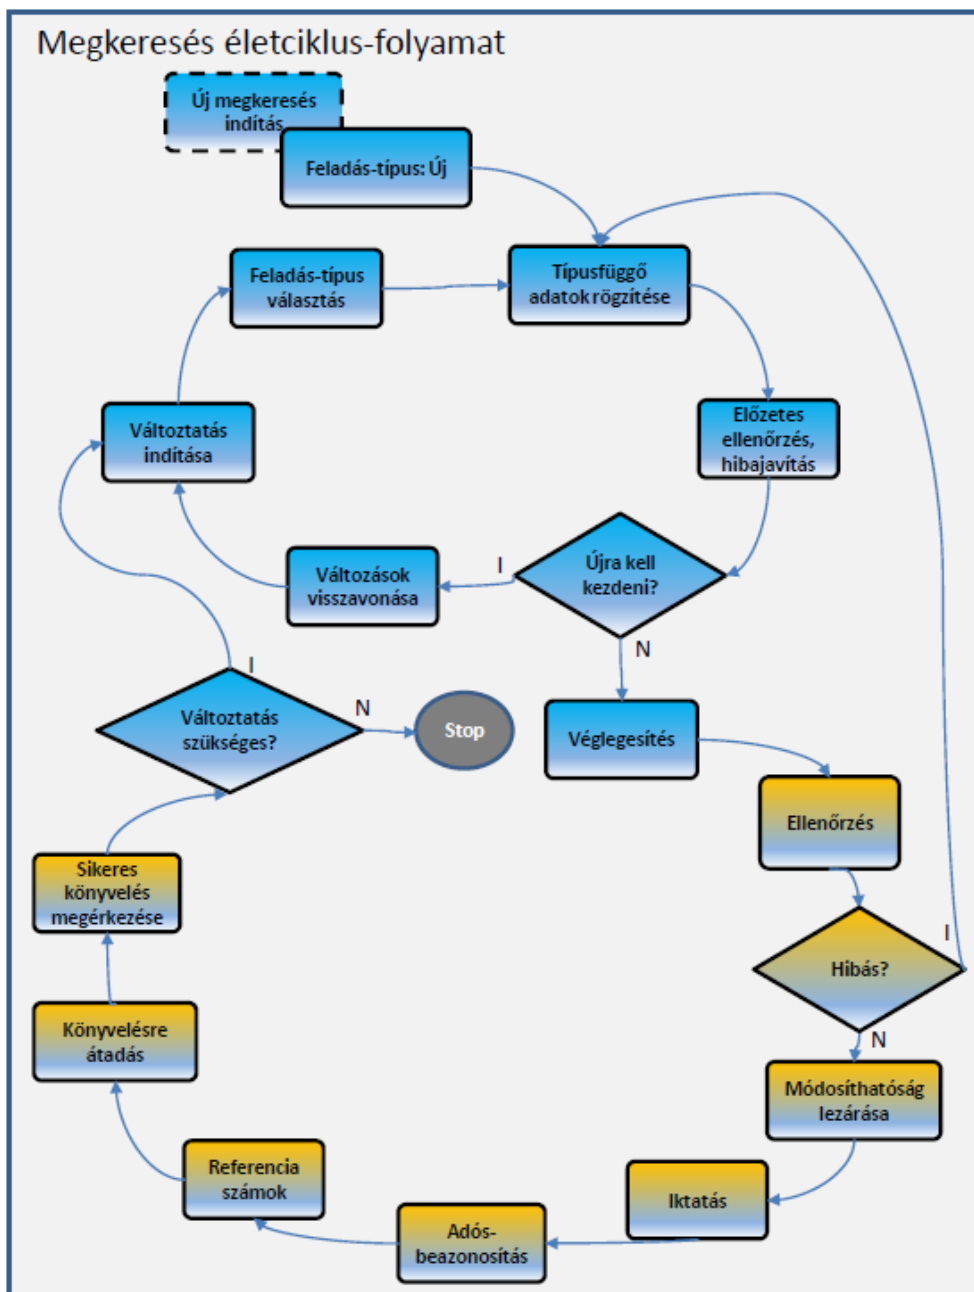 Megkeresés életciklus-folyamat
Új megkeresés
indítás
Feladás-típus: Új
Feladás-típus
választás
Típusfüggő
adatok rögzítése
Változtatás
indítása
Előzetes
ellenőrzés,
hibajavítás
Változások
visszavonása
I
Újra kell
kezdeni?
N
I
Változtatás
szükséges?
N
Stop
Véglegesítés
Ellenőrzés
Sikeres
könyvelés
megérkezése
I
Hibás?
N
Könyvelésre
átadás
Módosíthatóság
lezárása
Referencia
számok
Iktatás
Adós-
beazonosítás